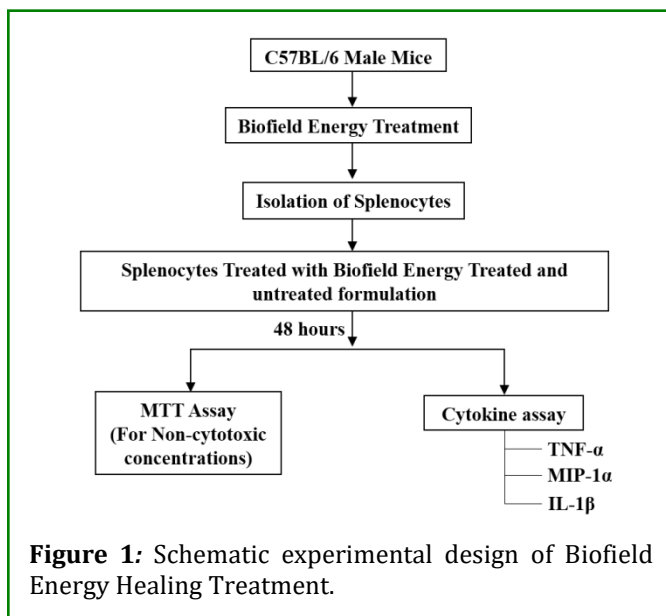 C57BL/6 Male Mice
Biofield Energy Treatment
Isolation of Splenocytes
Splenocytes Treated with Biofield Energy Treated and
untreated formulation
48 hours
MTT Assay
(For Non-cytotoxic
concentrations)
Cytokine assay
TNF-α
MIP-1α
IL-1β
Figure 1: Schematic experimental design of Biofield
Energy Healing Treatment.